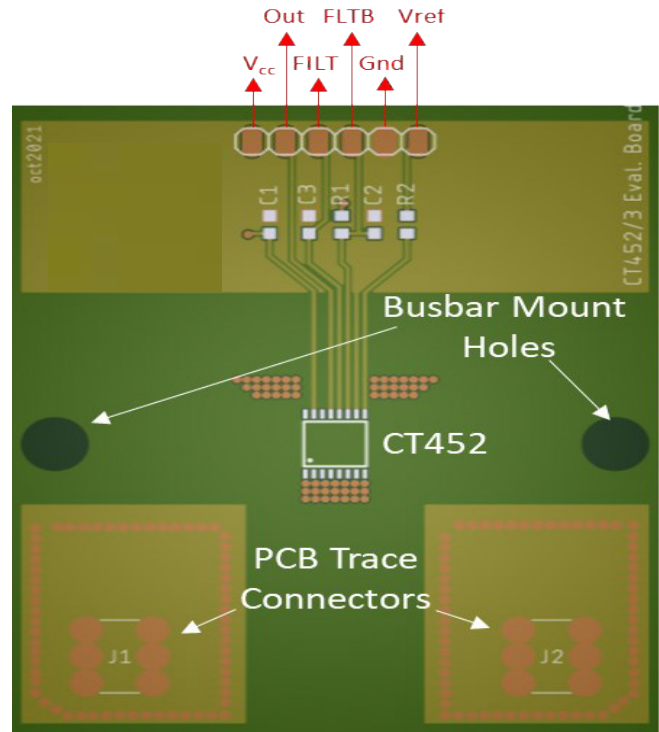 Out FLTB Vref
Vcc FILT Gnd
oct2021
C1 C3 R1 C2 R2
CT452/3 Eval. Board
Busbar Mount
Holes
CT452
PCB Trace
Connectors
J1 J2